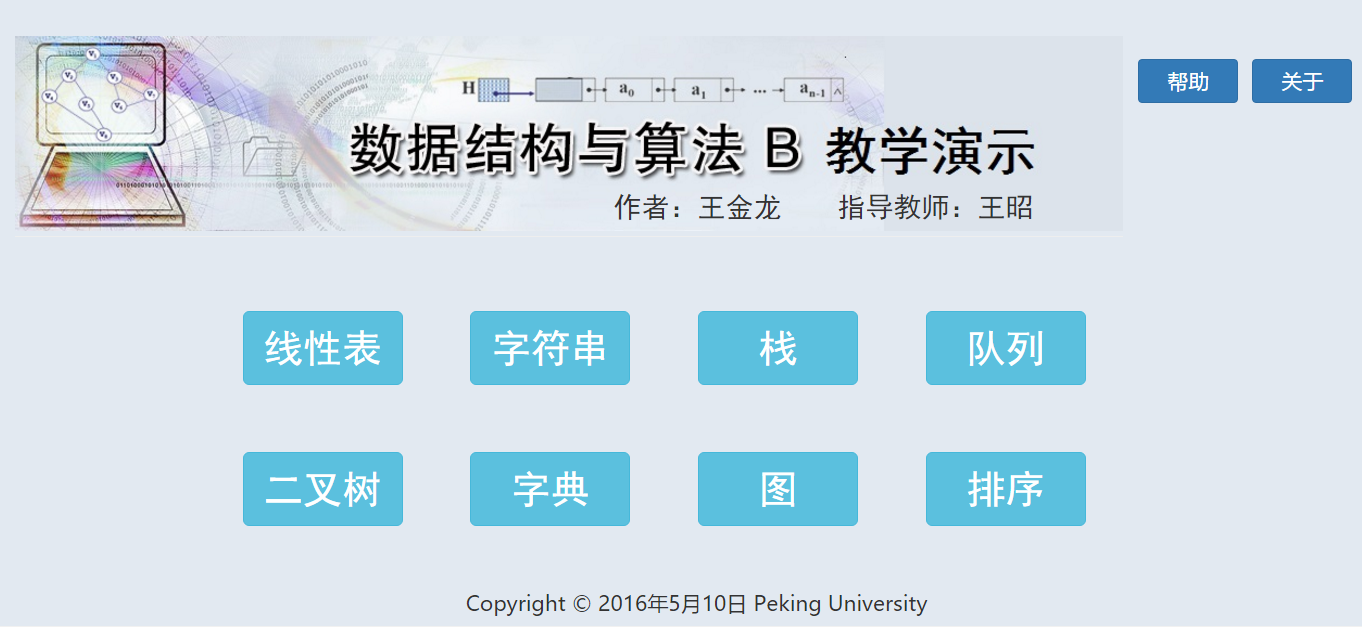 帮助 关于
H a0 a1 ... an-1 ^
数据结构与算法 B 教学演示
作者：王金龙 指导教师：王昭
线性表 字符串 栈 队列
二叉树 字典 图 排序
Copyright © 2016年5月10日 Peking University